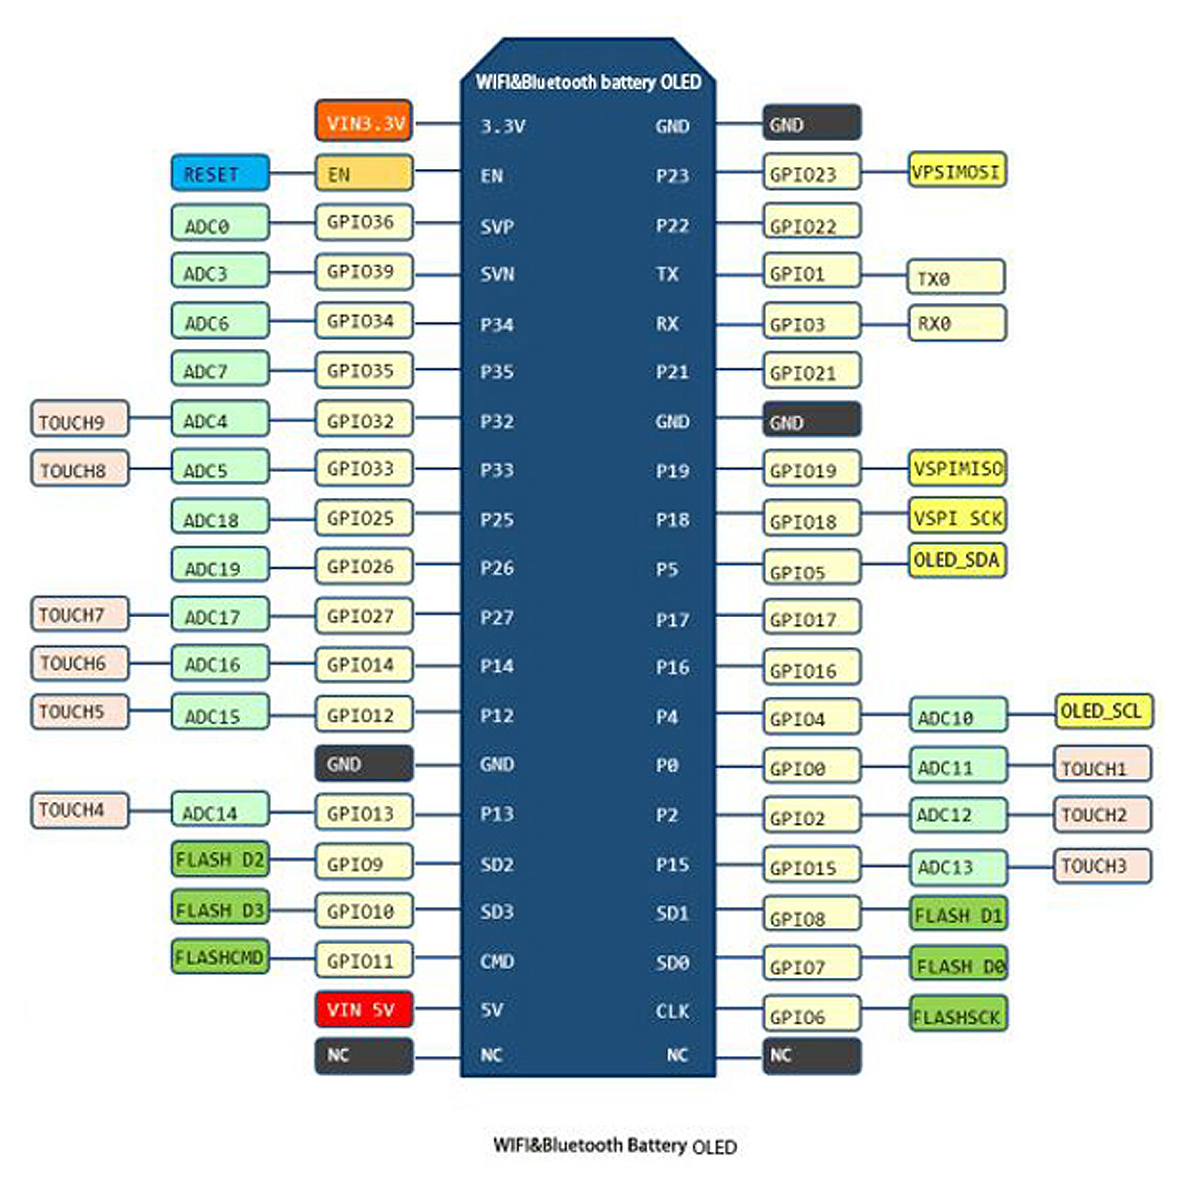 WIFI&Bluetooth battery OLED
VIN3.3V 3.3V GND GND
RESET EN EN P23 GPIO23 VPSIMOSI
ADC0 GPIO36 SVP P22 GPIO22
ADC3 GPIO39 SVN TX GPIO1 TX0
ADC6 GPIO34 P34 RX GPIO3 RX0
ADC7 GPIO35 P35 P21 GPIO21
TOUCH9 ADC4 GPIO32 P32 GND GND
TOUCH8 ADC5 GPIO33 P33 P19 GPIO19 VSPIMISO
ADC18 GPIO25 P25 P18 GPIO18 VSPI SCK
ADC19 GPIO26 P26 P5 GPIO5 OLED_SDA
TOUCH7 ADC17 GPIO27 P27 P17 GPIO17
TOUCH6 ADC16 GPIO14 P14 P16 GPIO16
TOUCH5 ADC15 GPIO12 P12 P4 GPIO4 ADC10 OLED_SCL
GND GND P0 GPIO0 ADC11 TOUCH1
TOUCH4 ADC14 GPIO13 P13 P2 GPIO2 ADC12 TOUCH2
FLASH D2 GPIO9 SD2 P15 GPIO15 ADC13 TOUCH3
FLASH D3 GPIO10 SD3 SD1 GPIO8 FLASH D1
FLASHCMD GPIO11 CMD SD0 GPIO7 FLASH D0
VIN 5V 5V CLK GPIO6 FLASHSCK
NC NC NC NC
WIFI&Bluetooth Battery OLED